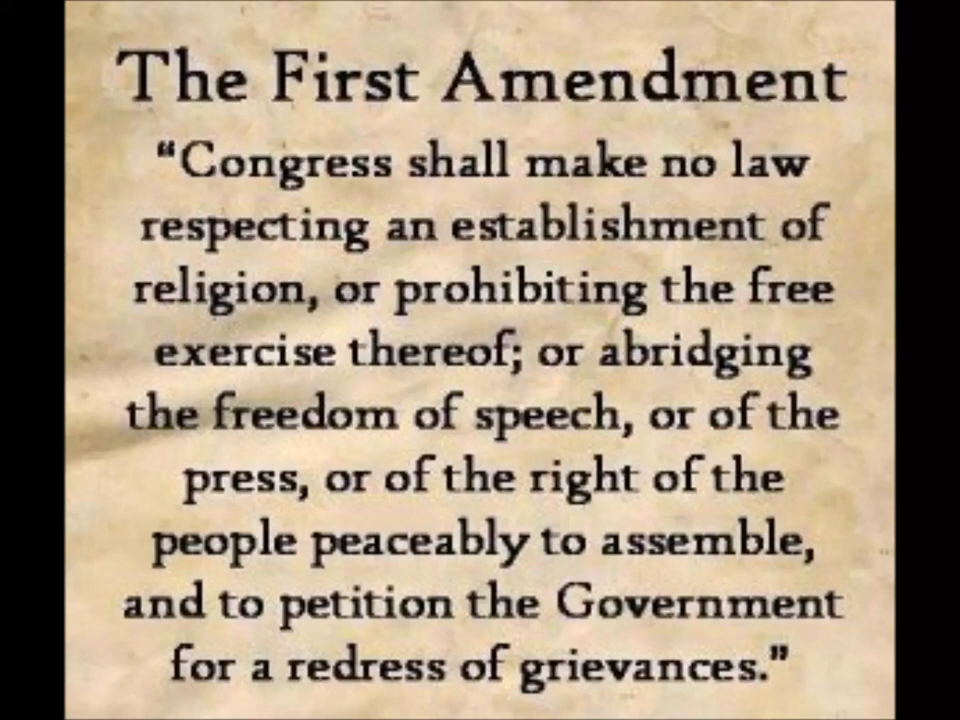 The First Amendment
“Congress shall make no law
respecting an establishment of
religion, or prohibiting the free
exercise thereof; or abridging
the freedom of speech, or of the
press, or of the right of the
people peaceably to assemble,
and to petition the Government
for a redress of grievances.”